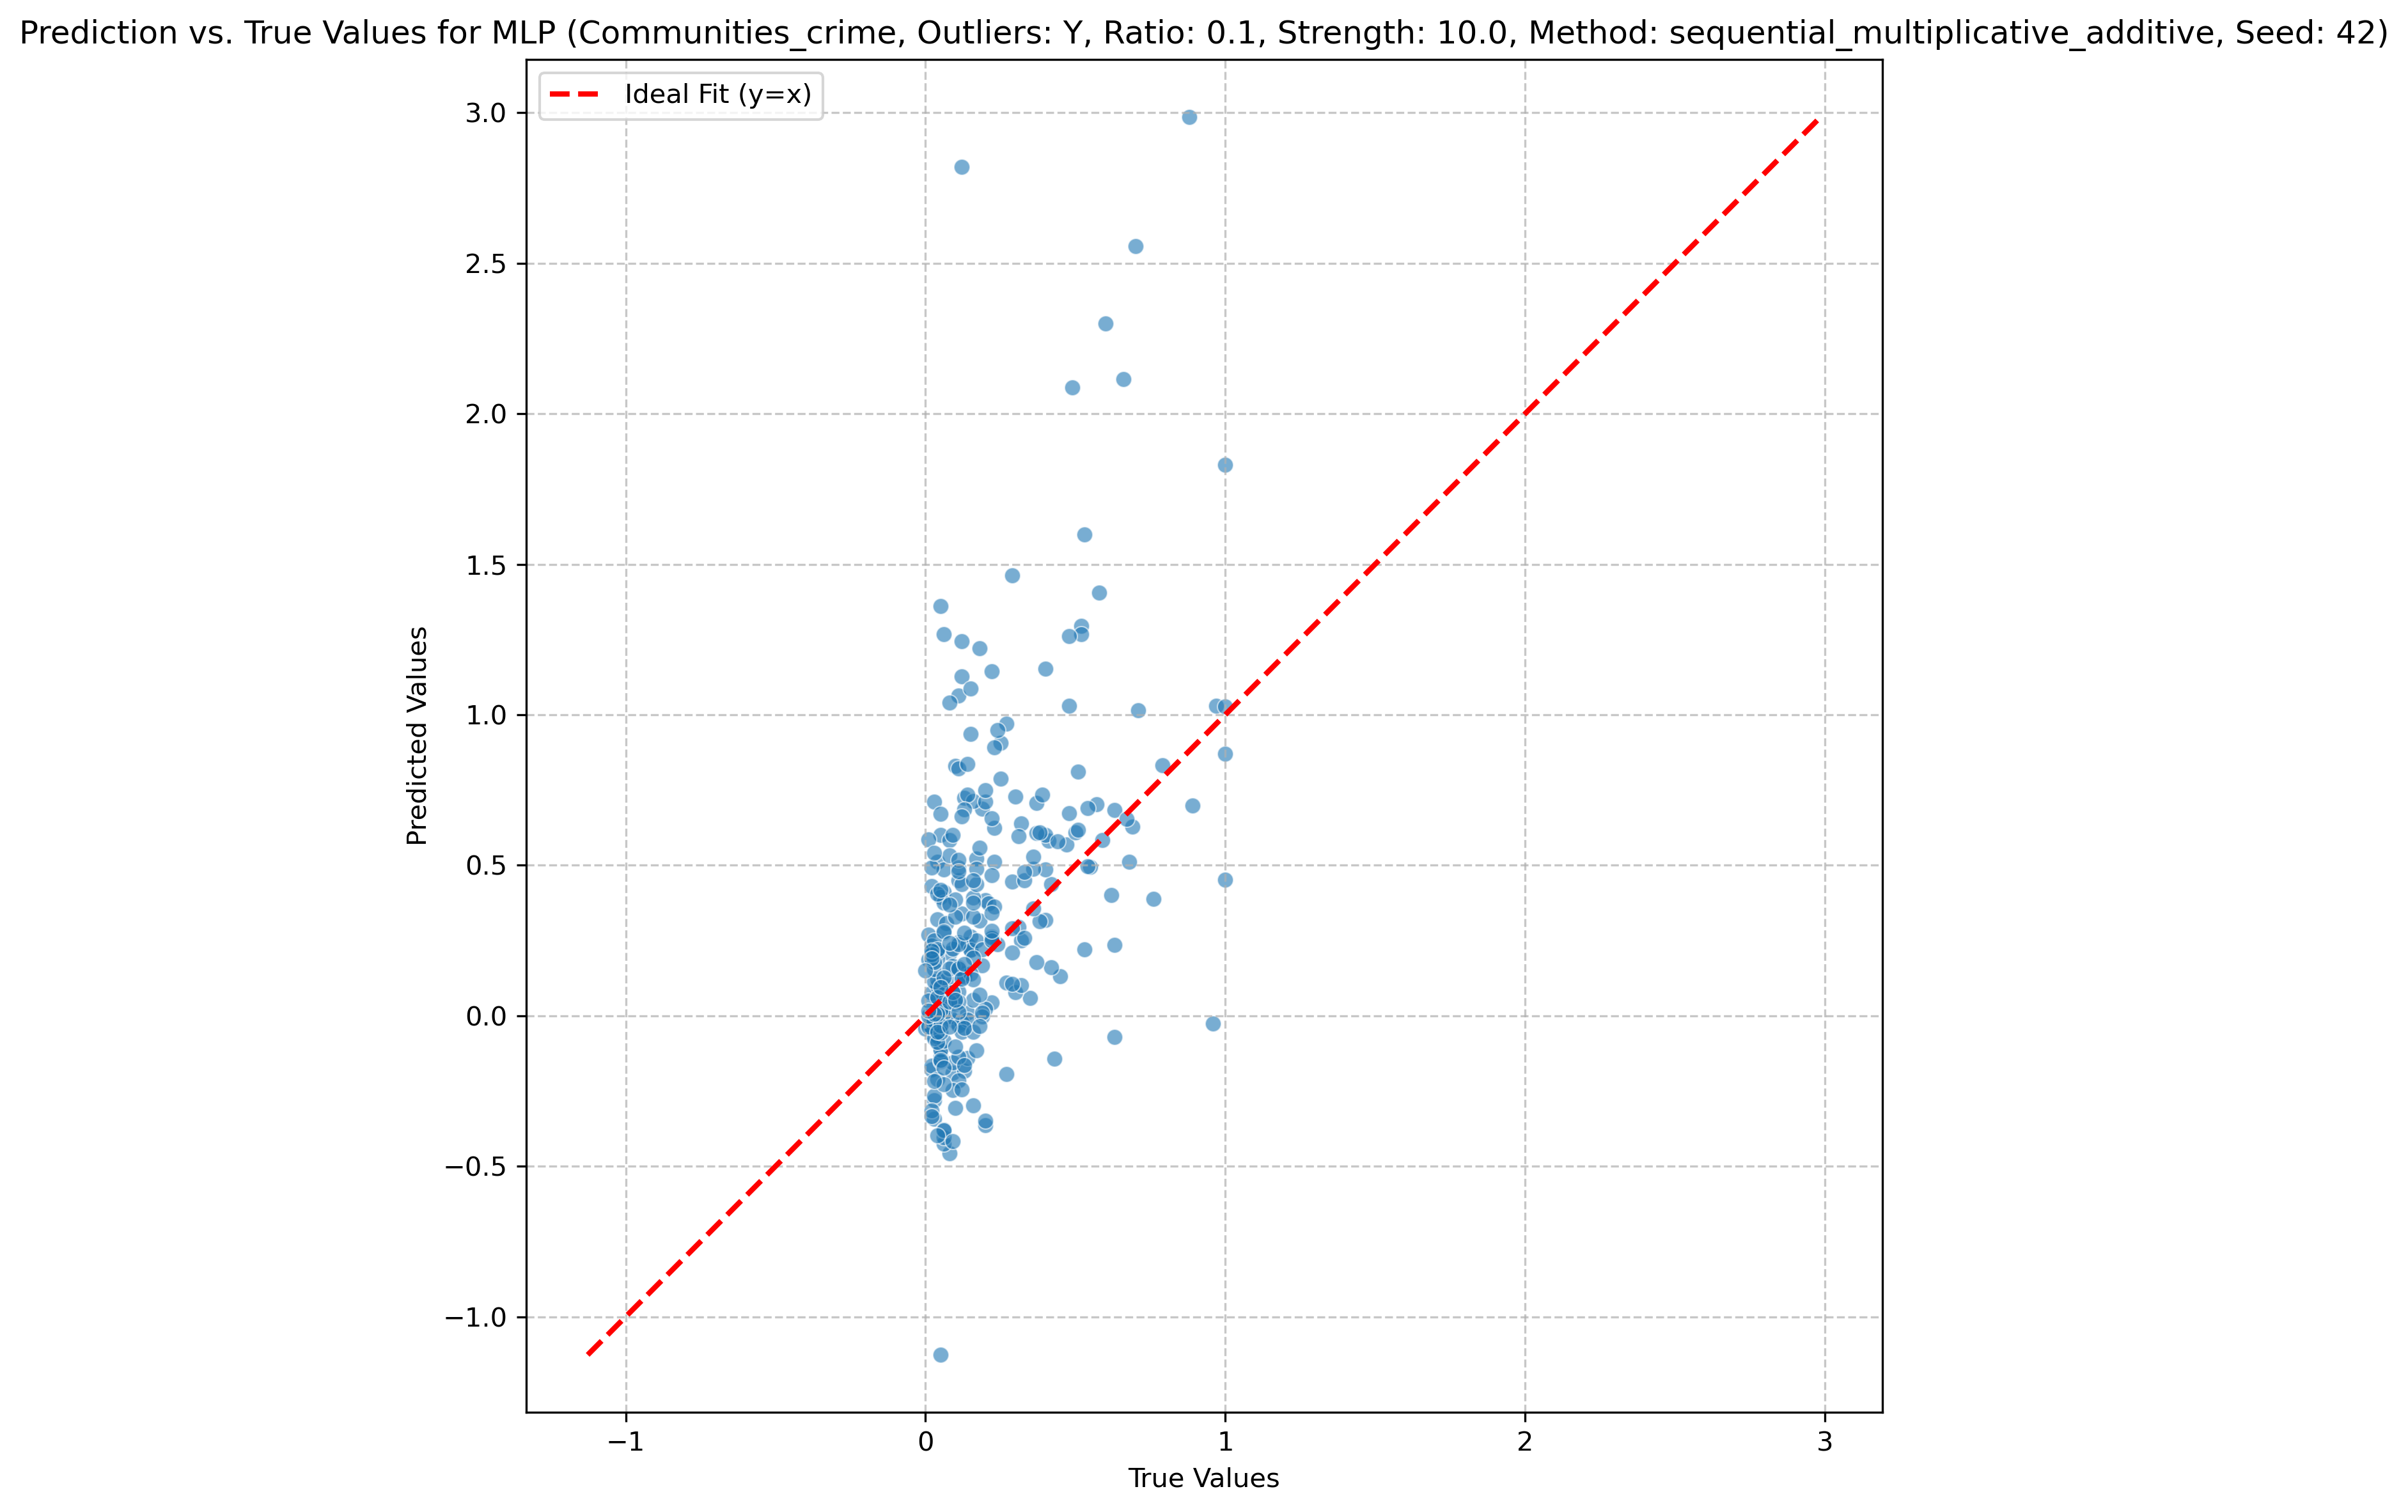 Prediction vs. True Values for MLP (Communities_crime, Outliers: Y, Ratio: 0.1, Strength: 10.0, Method: sequential_multiplicative_additive, Seed: 42)
Ideal Fit (y=x)
Predicted Values
3.0
2.5
2.0
1.5
1.0
0.5
0.0
−0.5
−1.0
−1 0 1 2 3
True Values